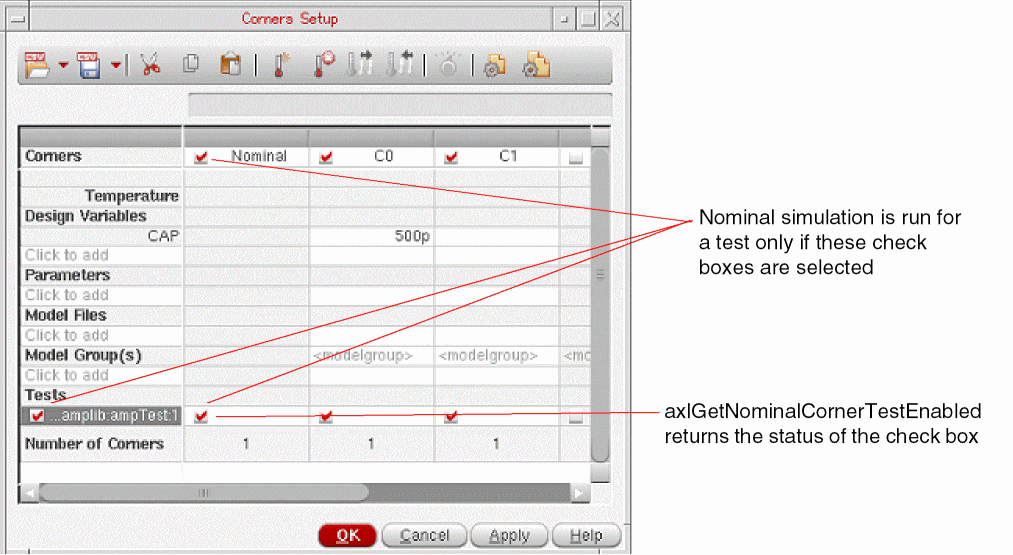 Corners Setup
Corners Nominal C0 C1
Temperature
Design Variables
CAP 500p
Click to add
Parameters
Click to add
Model Files
Click to add
Model Group(s) <modelgroup> <modelgroup> <mo
Click to add
Tests
...amplib:ampTest:1
Number of Corners 1 1 1
OK Cancel Apply Help
Nominal simulation is run for
a test only if these check
boxes are selected
axlGetNominalCornerTestEnabled
returns the status of the check box